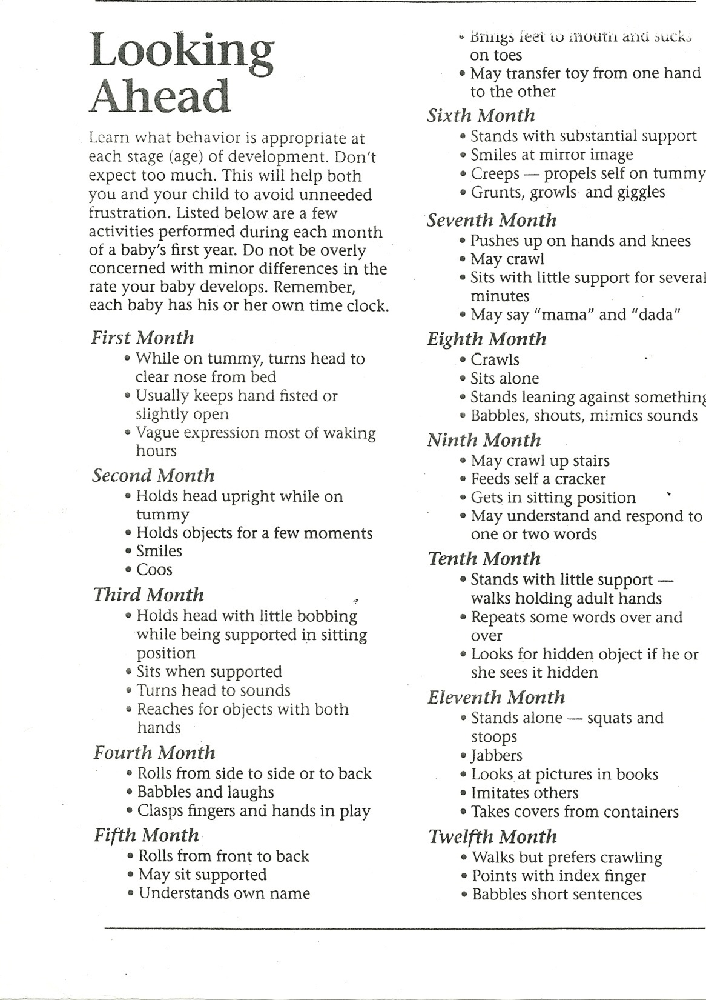 Looking
Ahead
Learn what behavior is appropriate at
each stage (age) of development. Don't
expect too much. This will help both
you and your child to avoid unneeded
frustration. Listed below are a few
activities performed during each month
of a baby's first year. Do not be overly
concerned with minor differences in the
rate your baby develops. Remember,
each baby has his or her own time clock.
First Month
• While on tummy, turns head to
clear nose from bed
• Usually keeps hand fisted or
slightly open
• Vague expression most of waking
hours
Second Month
• Holds head upright while on
tummy
• Holds objects for a few moments
• Smiles
• Coos
Third Month
• Holds head with little bobbing
while being supported in sitting
position
• Sits when supported
• Turns head to sounds
• Reaches for objects with both
hands
Fourth Month
• Rolls from side to side or to back
• Babbles and laughs
• Clasps fingers and hands in play
Fifth Month
• Rolls from front to back
• May sit supported
• Understands own name
• Brings feet to mouth and sucks
on toes
• May transfer toy from one hand
to the other
Sixth Month
• Stands with substantial support
• Smiles at mirror image
• Creeps — propels self on tummy
• Grunts, growls and giggles
Seventh Month
• Pushes up on hands and knees
• May crawl
• Sits with little support for several
minutes
• May say “mama” and “dada”
Eighth Month
• Crawls
• Sits alone
• Stands leaning against something
• Babbles, shouts, mimics sounds
Ninth Month
• May crawl up stairs
• Feeds self a cracker
• Gets in sitting position
• May understand and respond to
one or two words
Tenth Month
• Stands with little support —
walks holding adult hands
• Repeats some words over and
over
• Looks for hidden object if he or
she sees it hidden
Eleventh Month
• Stands alone — squats and
stoops
• Jabbers
• Looks at pictures in books
• Imitates others
• Takes covers from containers
Twelfth Month
• Walks but prefers crawling
• Points with index finger
• Babbles short sentences